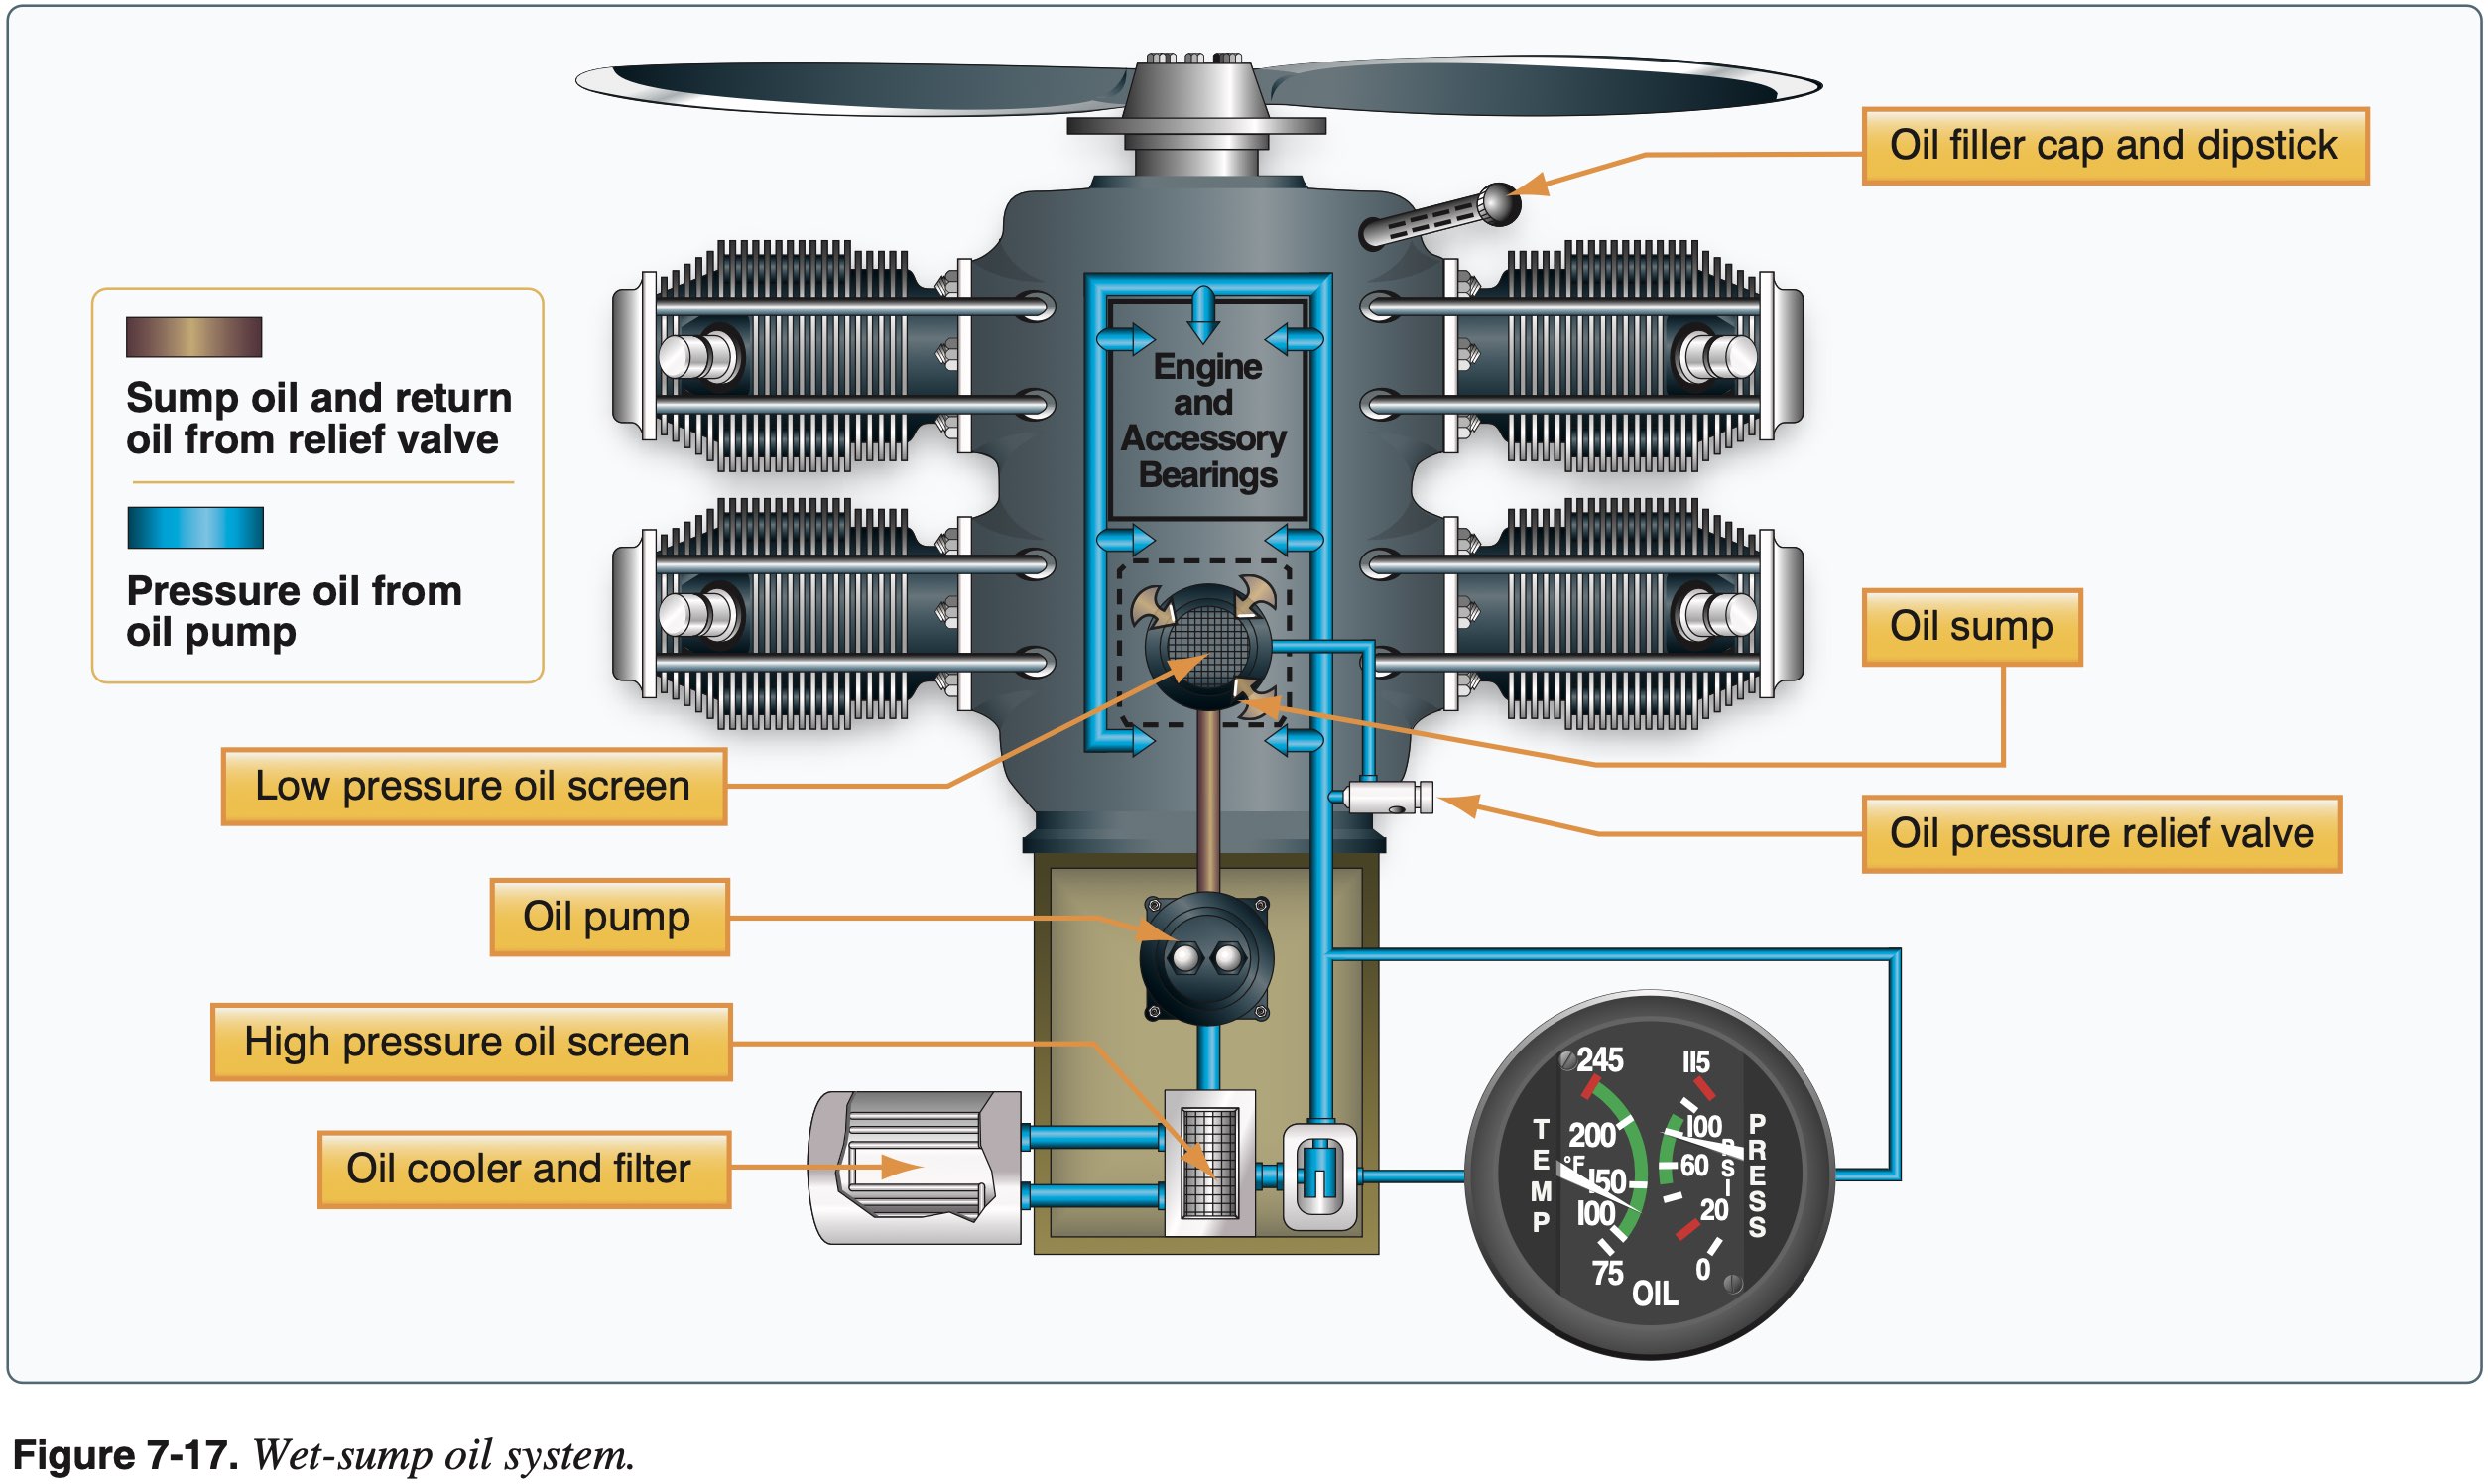 Oil filler cap and dipstick
Sump oil and return
oil from relief valve
Pressure oil from
oil pump
Engine
and
Accessory
Bearings
Oil sump
Low pressure oil screen
Oil pressure relief valve
Oil pump
High pressure oil screen
Oil cooler and filter
TEMP
°F
245
200
150
100
75
115
100
60
20
0
PSI
PRESS
OIL
Figure 7-17. Wet-sump oil system.